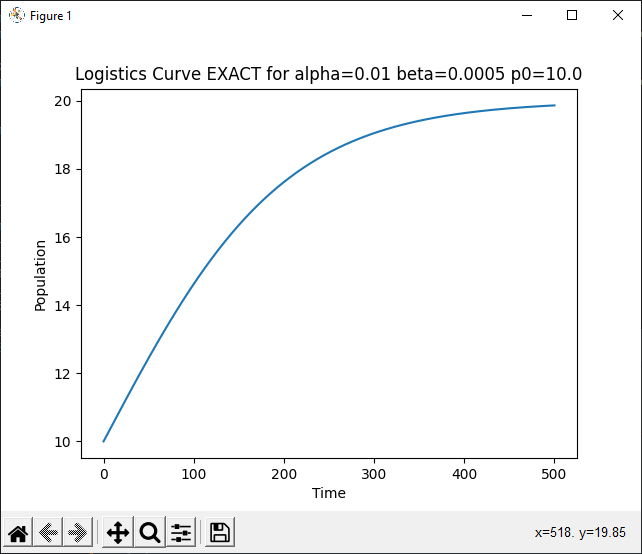 Figure 1
Logistics Curve EXACT for alpha=0.01 beta=0.0005 p0=10.0
20
18
16
14
12
10
Population
0 100 200 300 400 500
Time
x=518. y=19.85